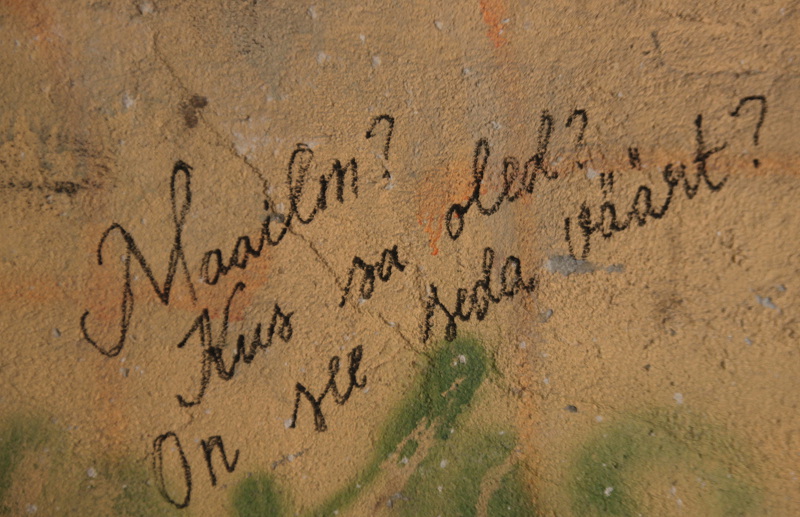 Maailm?
Kus sa oled?
On see seda väärt?